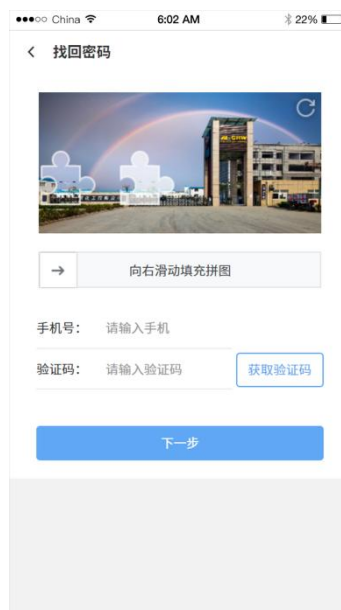 China 6:02 AM 22%
找回密码
向右滑动填充拼图
手机号： 请输入手机
验证码： 请输入验证码 获取验证码
下一步